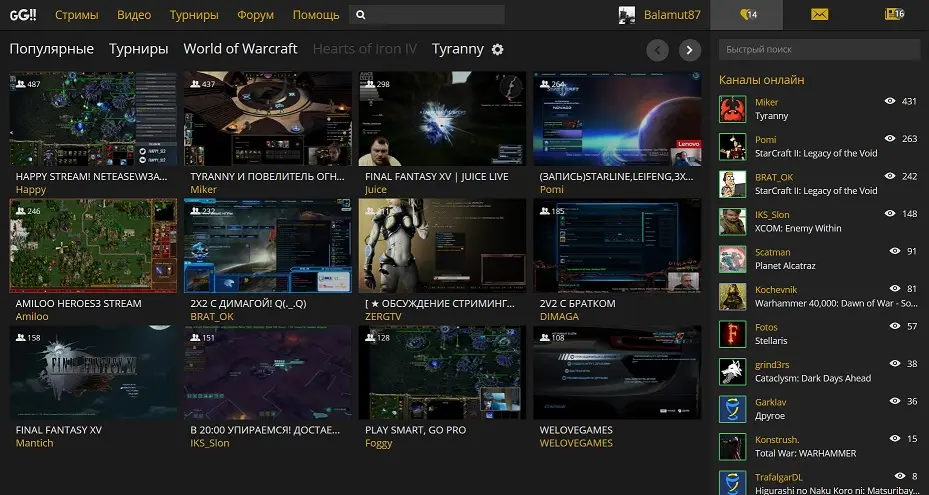 GG!!
Стримы
Видео
Турниры
Форум
Помощь
Balamut87
14
16
Популярные
Турниры
World of Warcraft
Hearts of Iron IV
Tyranny
487
HAPPY STREAM! NETEASEW3A...
Happy
437
TYRANNY И ПОВЕЛИТЕЛЬ ОГН...
Miker
298
FINAL FANTASY XV | JUICE LIVE
Juice
264
Lenovo
(ЗАПИСЬ)STARLINE,LEIFENG,3X...
Pomi
246
AMILOO HEROES3 STREAM
Amiloo
232
2X2 С ДИМАГОЙ! Q(._.Q)
BRAT_OK
[ ★ ОБСУЖДЕНИЕ СТРИМИНГ...
ZERGTV
185
2V2 С БРАТКОМ
DIMAGA
158
FINAL FANTASY XV
FINAL FANTASY XV
Mantich
151
В 20:00 УПИРАЕМСЯ! ДОСТАЕ...
IKS_Slon
128
PLAY SMART, GO PRO
Foggy
108
WELOVEGAMES
WELOVEGAMES
Быстрый поиск
Каналы онлайн
Miker
431
Tyranny
Pomi
263
StarCraft II: Legacy of the Void
BRAT_OK
242
StarCraft II: Legacy of the Void
IKS_Slon
148
XCOM: Enemy Within
Scatman
91
Planet Alcatraz
Kochevnik
81
Warhammer 40,000: Dawn of War - So...
Fotos
57
Stellaris
grind3rs
38
Cataclysm: Dark Days Ahead
Garklav
36
Другое
Konstrush.
15
Total War: WARHAMMER
TrafalgarDL
8
Higurashi no Naku Koro ni: Matsuribay...